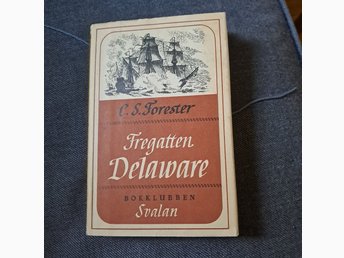 C. S. Forester
Fregatten
Delaware
BOKKLUBBEN
Svalan